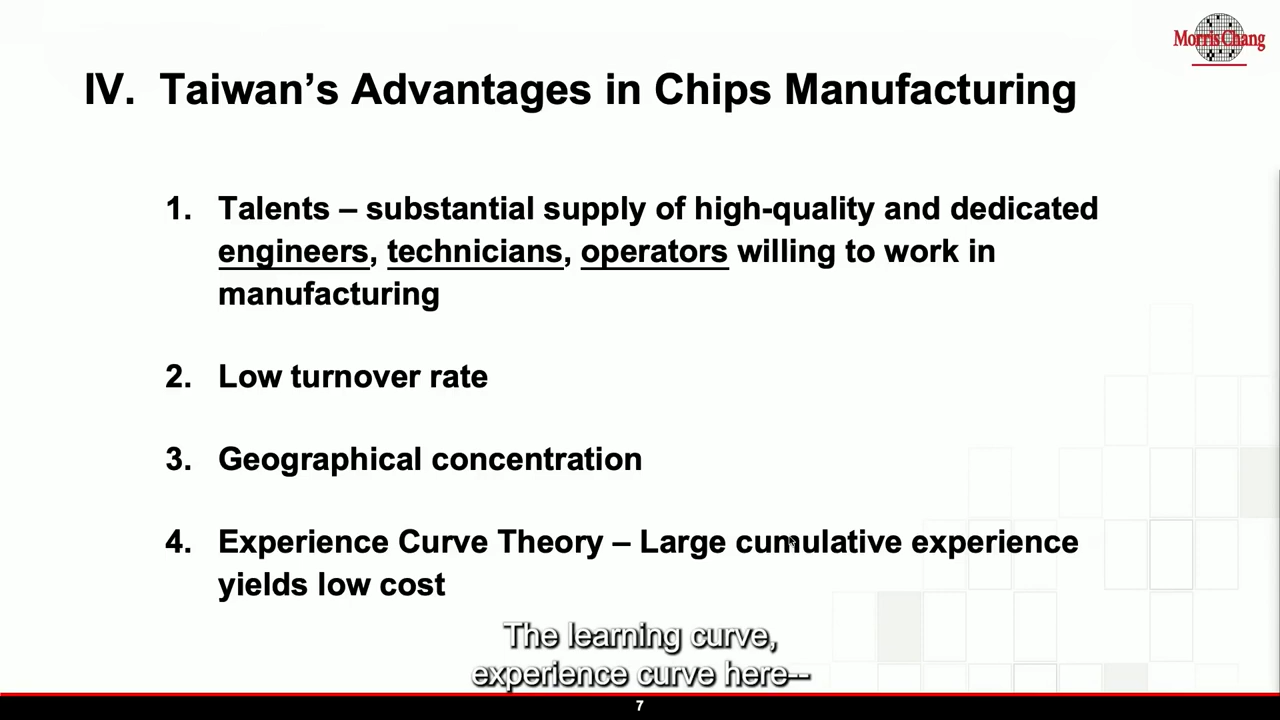 Morris Chang
IV. Taiwan’s Advantages in Chips Manufacturing
1. Talents – substantial supply of high-quality and dedicated
engineers, technicians, operators willing to work in
manufacturing
2. Low turnover rate
3. Geographical concentration
4. Experience Curve Theory – Large cumulative experience
yields low cost
The learning curve,
experience curve here--
7